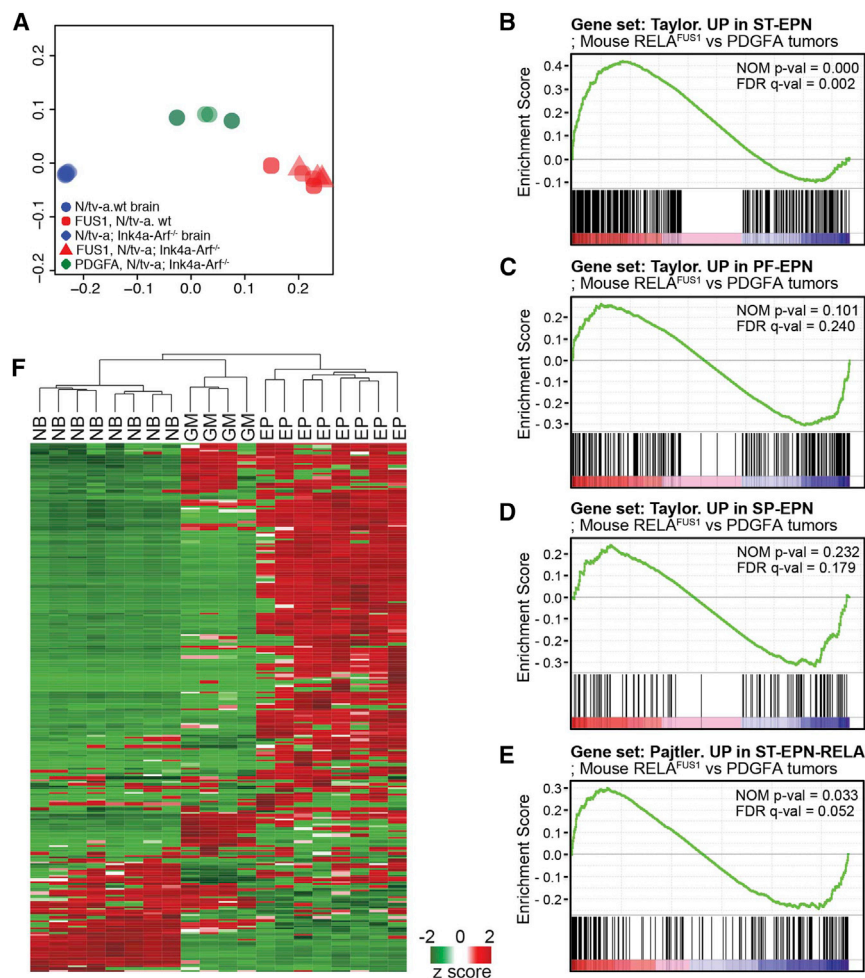 A
0.2
0.1
0.0
−0.1
−0.2
−0.2
−0.1
0.0
0.1
0.2
N/tv-a.wt brain
FUS1, N/tv-a. wt
N/tv-a; Ink4a-Arf-/- brain
FUS1, N/tv-a; Ink4a-Arf-/-
PDGFA, N/tv-a; Ink4a-Arf-/-
B
Gene set: Taylor. UP in ST-EPN
; Mouse RELAFUS1 vs PDGFA tumors
Enrichment Score
0.4
0.3
0.2
0.1
0.0
- 0.1
NOM p-val = 0.000
FDR q-val = 0.002
C
Gene set: Taylor. UP in PF-EPN
; Mouse RELAFUS1 vs PDGFA tumors
Enrichment Score
0.2
0.1
0.0
- 0.1
- 0.2
- 0.3
NOM p-val = 0.101
FDR q-val = 0.240
D
Gene set: Taylor. UP in SP-EPN
; Mouse RELAFUS1 vs PDGFA tumors
Enrichment Score
0.2
0.1
0.0
- 0.1
- 0.2
- 0.3
NOM p-val = 0.232
FDR q-val = 0.179
E
Gene set: Pajtler. UP in ST-EPN-RELA
; Mouse RELAFUS1 vs PDGFA tumors
Enrichment Score
0.3
0.2
0.1
0.0
- 0.1
- 0.2
NOM p-val = 0.033
FDR q-val = 0.052
F
NB NB NB NB NB NB NB NB GM GM GM GM EP EP EP EP EP EP EP EP
-2 0 2
z score